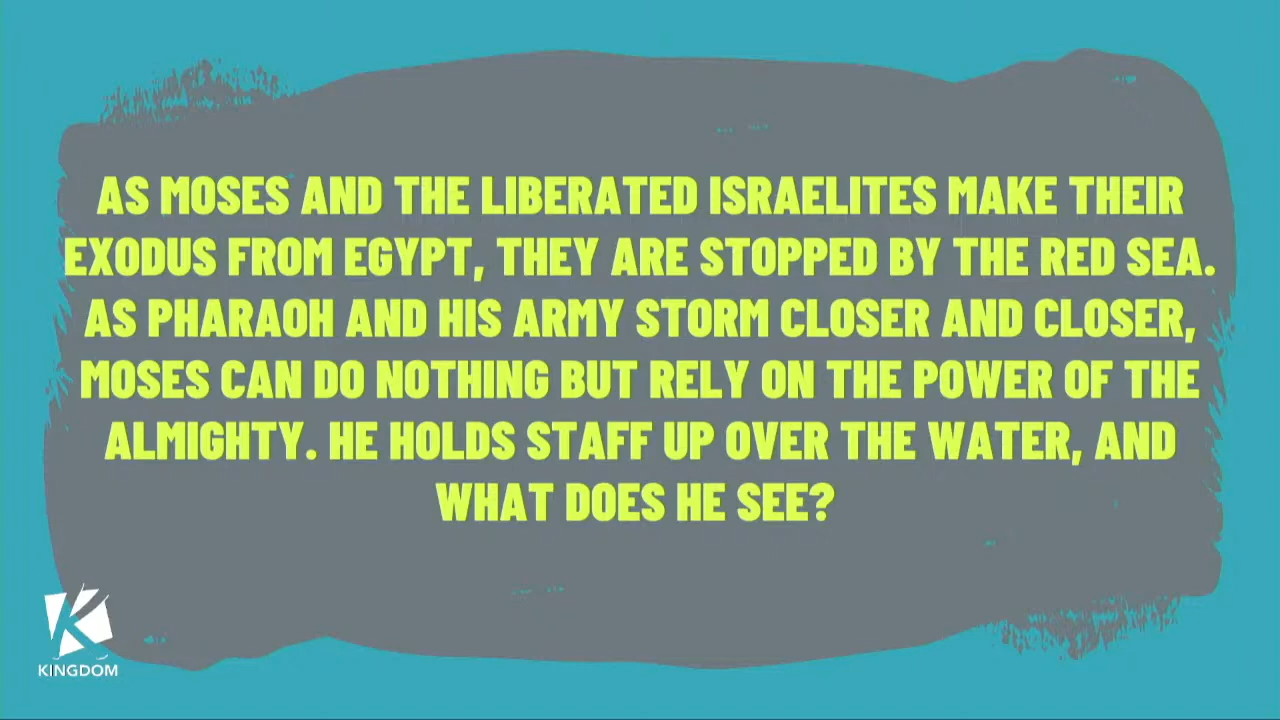 AS MOSES AND THE LIBERATED ISRAELITES MAKE THEIR
EXODUS FROM EGYPT, THEY ARE STOPPED BY THE RED SEA.
AS PHARAOH AND HIS ARMY STORM CLOSER AND CLOSER,
MOSES CAN DO NOTHING BUT RELY ON THE POWER OF THE
ALMIGHTY. HE HOLDS STAFF UP OVER THE WATER, AND
WHAT DOES HE SEE?
K
KINGDOM